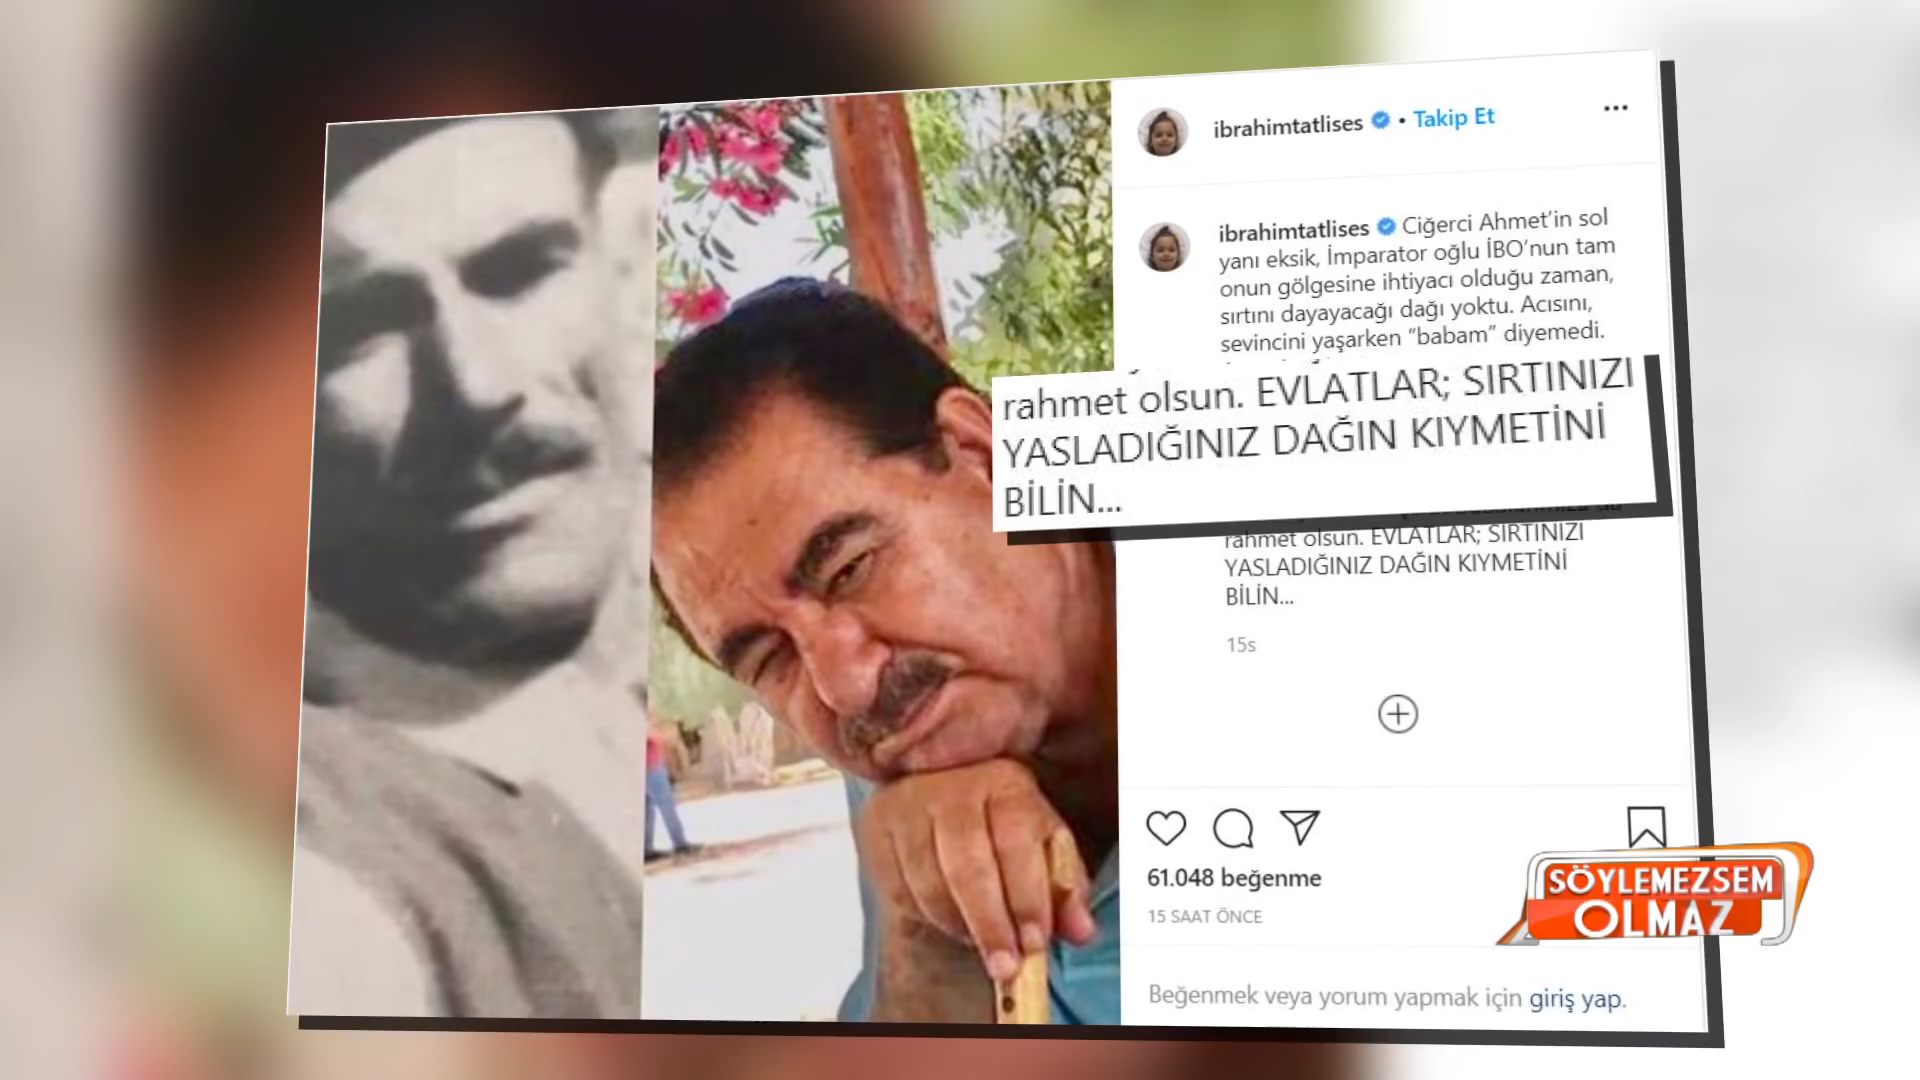 ibrahimtatlises • Takip Et
ibrahimtatlises Ciğerci Ahmet'in sol
yanı eksik, İmparator oğlu İBO'nun tam
onun gölgesine ihtiyacı olduğu zaman,
sırtını dayayacağı dağı yoktu. Acısını,
sevincini yaşarken "babam" diyemedi.
rahmet olsun. EVLATLAR; SIRTINIZI
YASLADIĞINIZ DAĞIN KIYMETİNİ
BİLİN...
rahmet olsun. EVLATLAR; SIRTINIZI
YASLADIĞINIZ DAĞIN KIYMETİNİ
BİLİN...
15s
61.048 beğenme
15 SAAT ÖNCE
SÖYLEMEZSEM
OLMAZ
Beğenmek veya yorum yapmak için giriş yap.